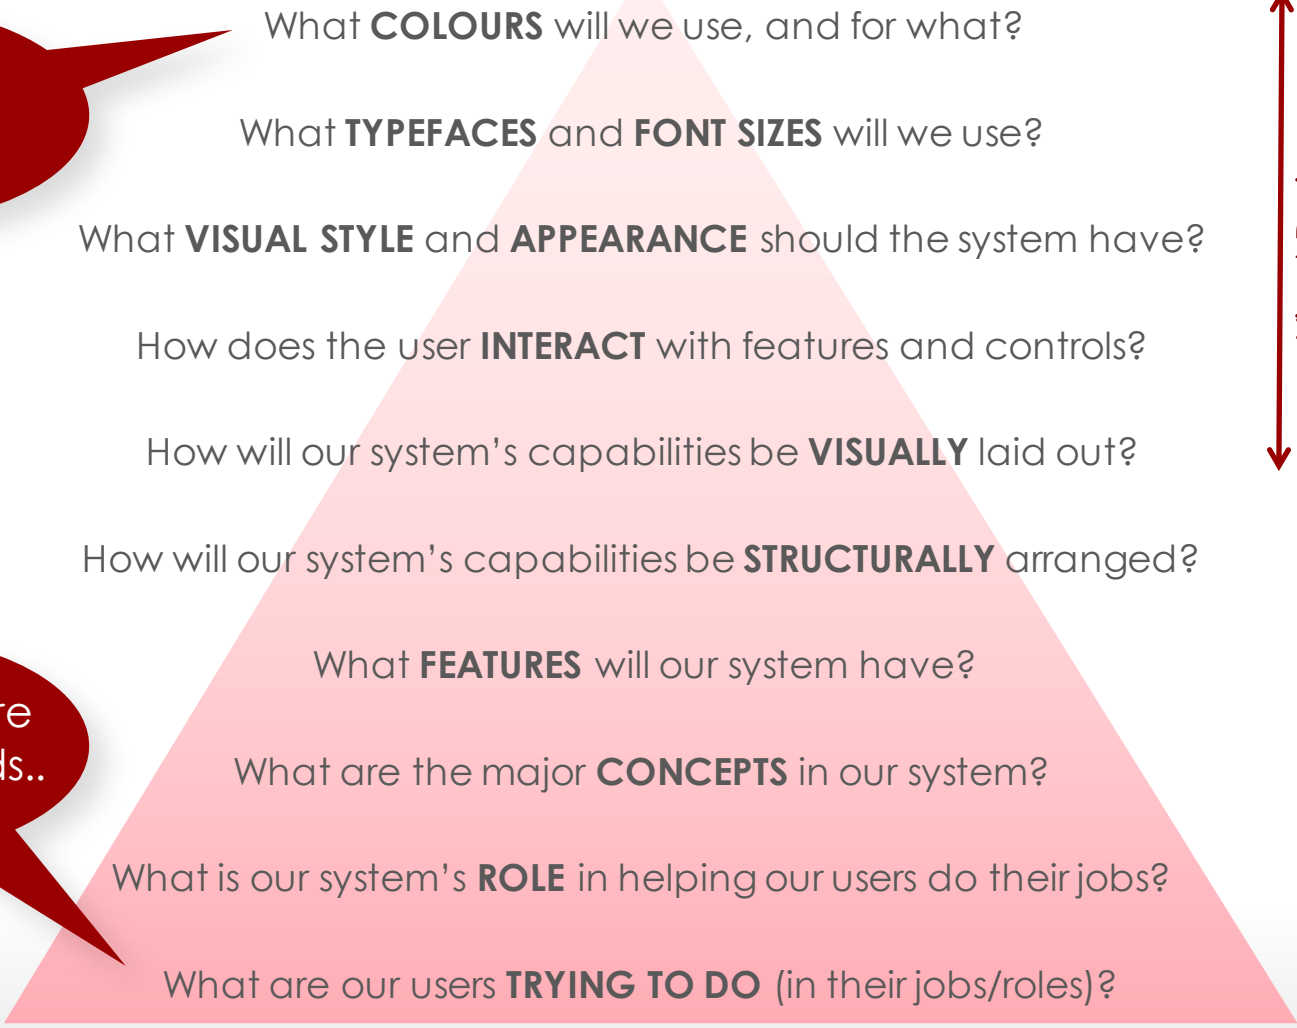 What COLOURS will we use, and for what?
What TYPEFACES and FONT SIZES will we use?
What VISUAL STYLE and APPEARANCE should the system have?
How does the user INTERACT with features and controls?
How will our system's capabilities be VISUALLY laid out?
How will our system's capabilities be STRUCTURALLY arranged?
What FEATURES will our system have?
What are the major CONCEPTS in our system?
What is our system's ROLE in helping our users do their jobs?
What are our users TRYING TO DO (in their jobs/roles)?